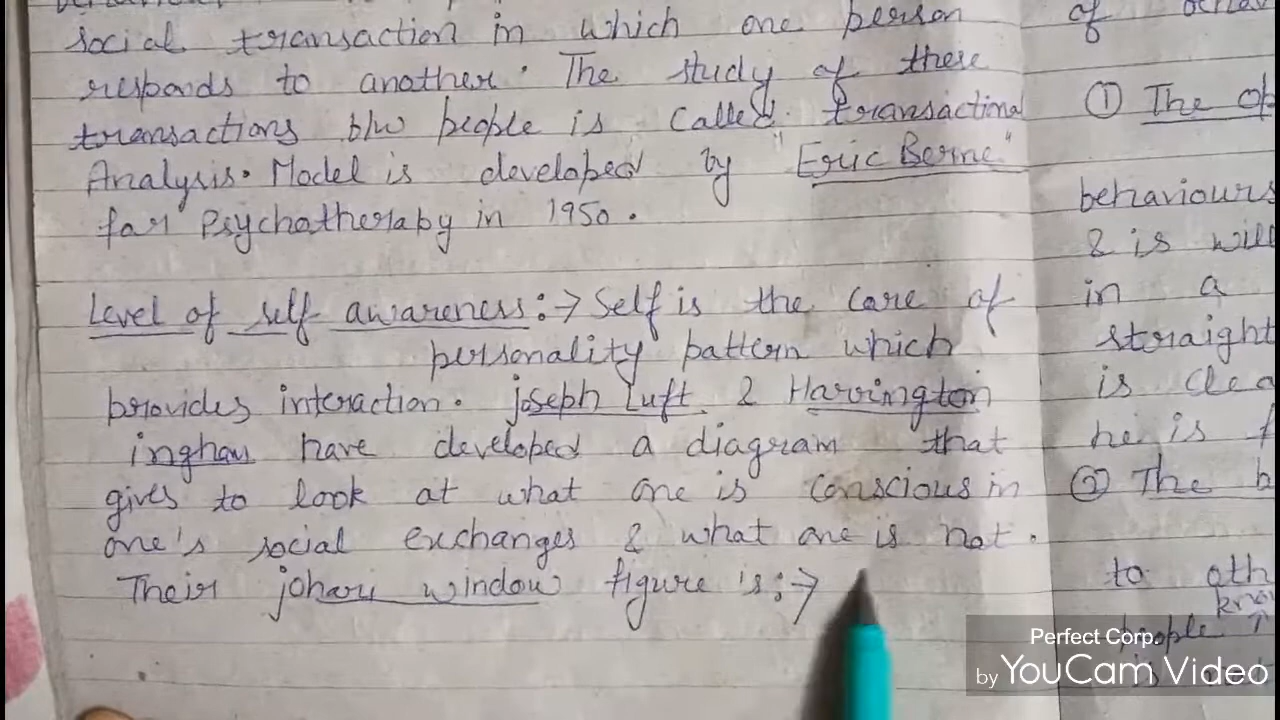 social transaction in which one person
responds to another. The study of these
transactions b/w people is called transactional
Analysis. Model is developed by "Eric Berne"
for Psychotherapy in 1950.
Level of self awareness:→ Self is the core of
personality pattern which
provides interaction. joseph Luft & Harrington
ingham have developed a diagram that
gives to look at what one is conscious in
one's social exchanges & what one is not.
Their johari window figure is:→
of
① The
behaviours
& is will
in a
straight
is
he is
② The
to
people
is
Perfect Corp.
by YouCam Video